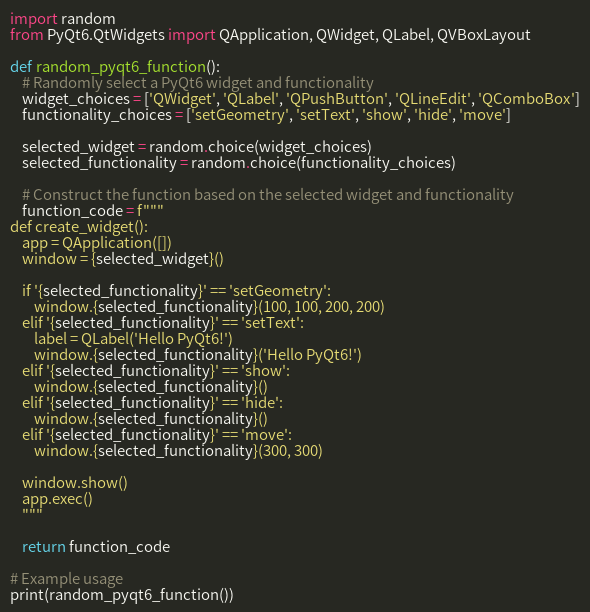 import random
from PyQt6.QtWidgets import QApplication, QWidget, QLabel, QVBoxLayout

def random_pyqt6_function():
    # Randomly select a PyQt6 widget and functionality
    widget_choices = ['QWidget', 'QLabel', 'QPushButton', 'QLineEdit', 'QComboBox']
    functionality_choices = ['setGeometry', 'setText', 'show', 'hide', 'move']

    selected_widget = random.choice(widget_choices)
    selected_functionality = random.choice(functionality_choices)

    # Construct the function based on the selected widget and functionality
    function_code = f"""
def create_widget():
    app = QApplication([])
    window = {selected_widget}()

    if '{selected_functionality}' == 'setGeometry':
        window.{selected_functionality}(100, 100, 200, 200)
    elif '{selected_functionality}' == 'setText':
        label = QLabel('Hello PyQt6!')
        window.{selected_functionality}('Hello PyQt6!')
    elif '{selected_functionality}' == 'show':
        window.{selected_functionality}()
    elif '{selected_functionality}' == 'hide':
        window.{selected_functionality}()
    elif '{selected_functionality}' == 'move':
        window.{selected_functionality}(300, 300)

    window.show()
    app.exec()
    """

    return function_code

# Example usage
print(random_pyqt6_function())